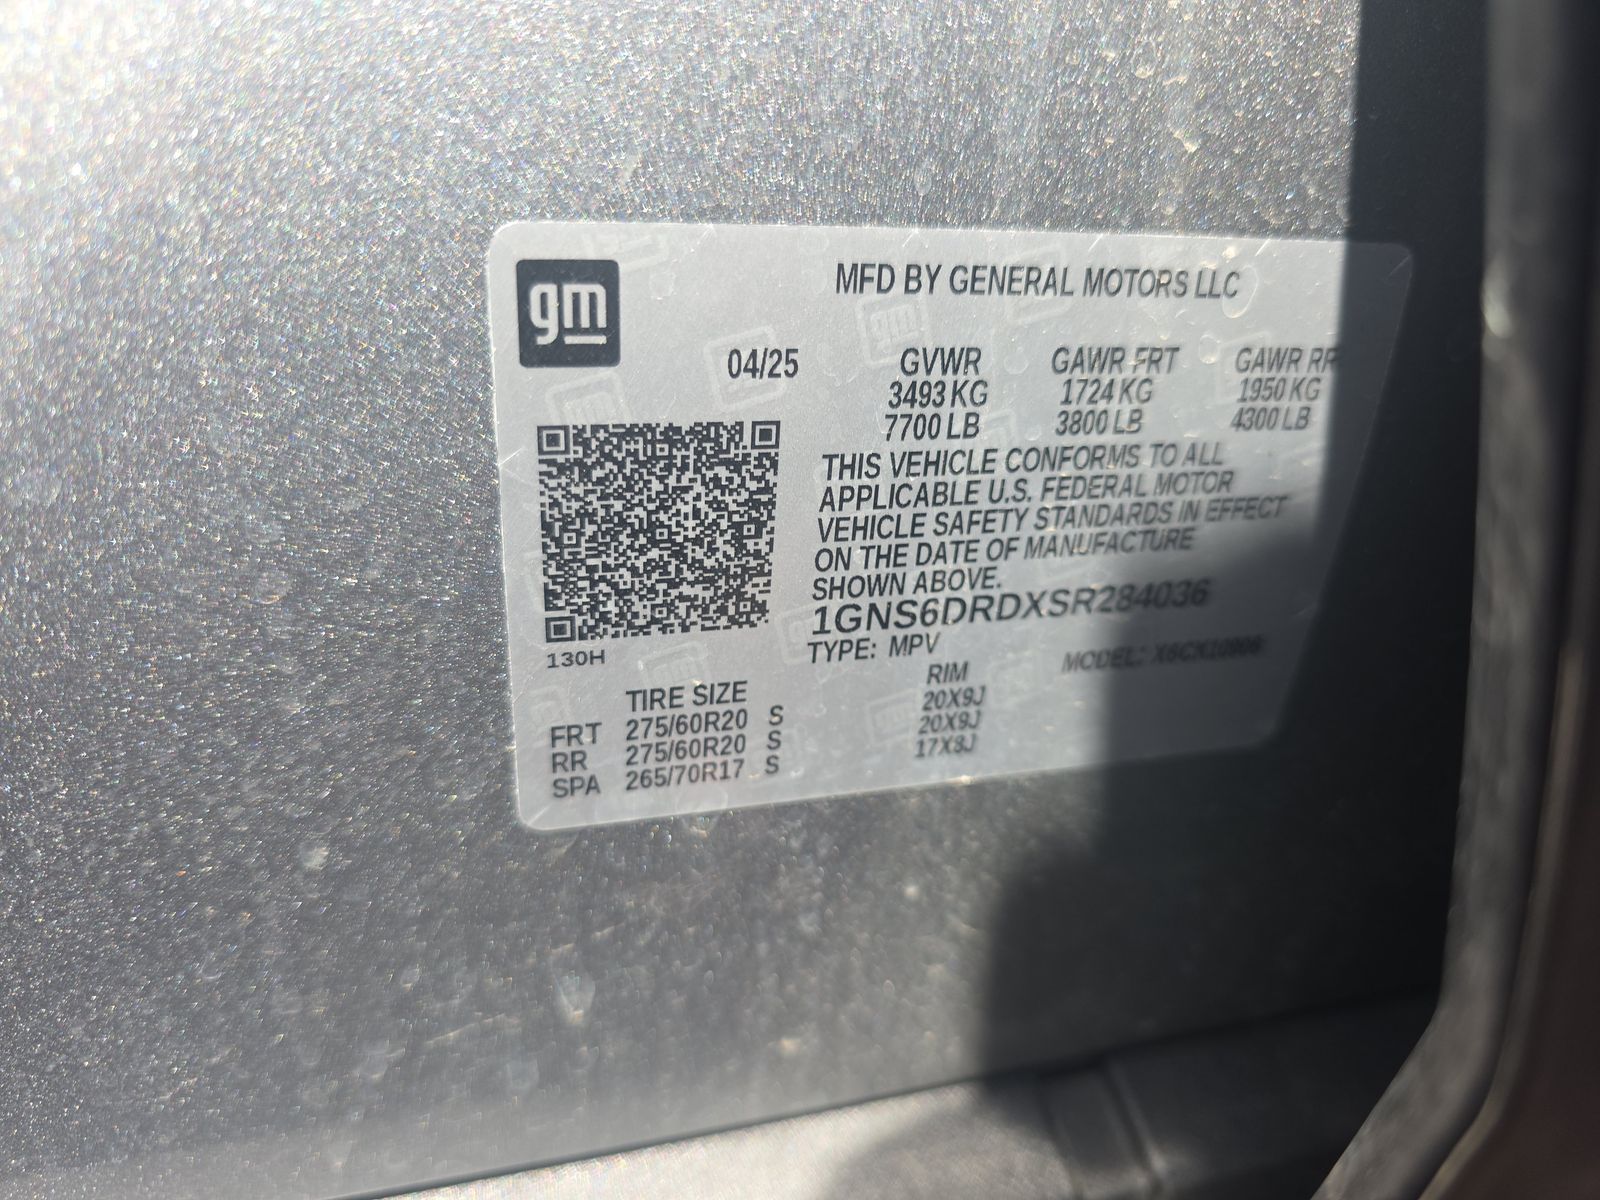 gm
MFD BY GENERAL MOTORS LLC
04/25 GVWR GAWR FRT GAWR RR
3493 KG 1724 KG 1950 KG
7700 LB 3800 LB 4300 LB
THIS VEHICLE CONFORMS TO ALL
APPLICABLE U.S. FEDERAL MOTOR
VEHICLE SAFETY STANDARDS IN EFFECT
ON THE DATE OF MANUFACTURE
SHOWN ABOVE.
1GNS6DRDXSR284036
TYPE: MPV MODEL:
130H
TIRE SIZE RIM
FRT 275/60R20 S 20X9J
RR 275/60R20 S 20X9J
SPA 265/70R17 S 17X8J